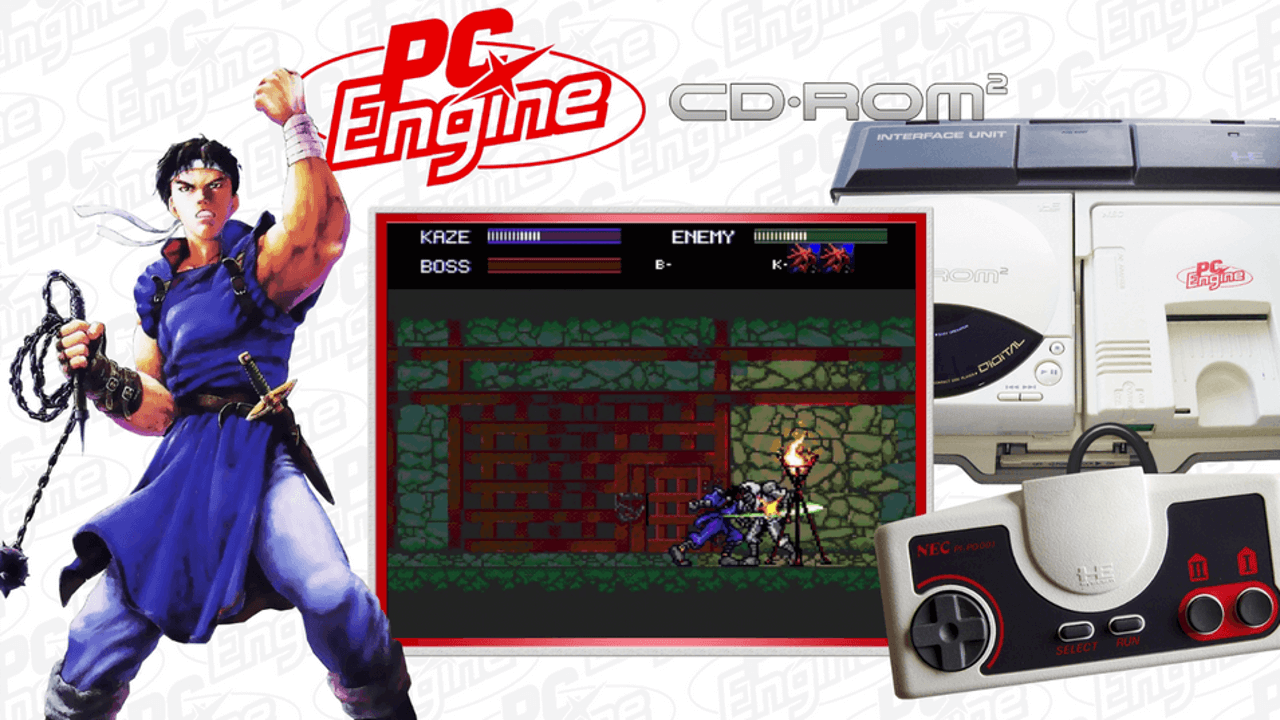 PC
Engine
CD·ROM²
INTERFACE UNIT
KAZE
ENEMY
BOSS
B-
K-
ROM²
DIGITAL
PC
Engine
NEC
II
I
SELECT
RUN